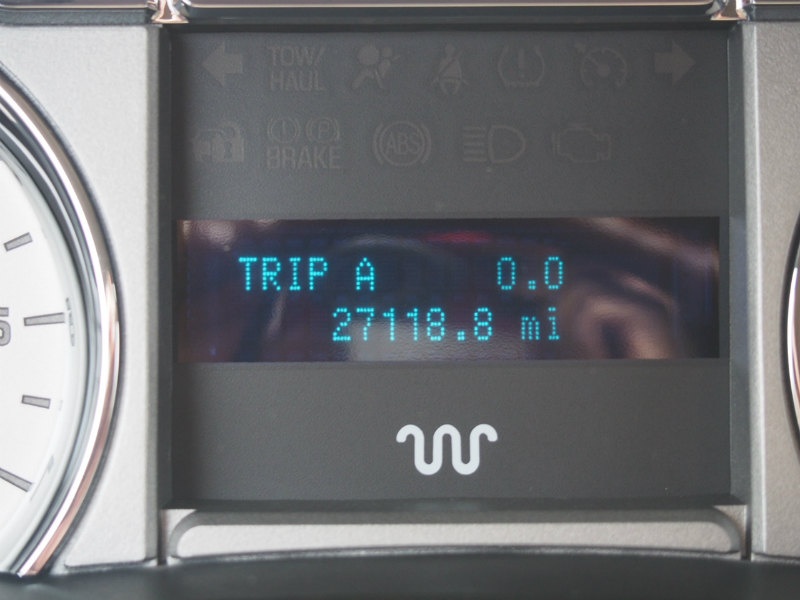 TOW/
HAUL
BRAKE
ABS
TRIP A 0.0
27118.8 mi